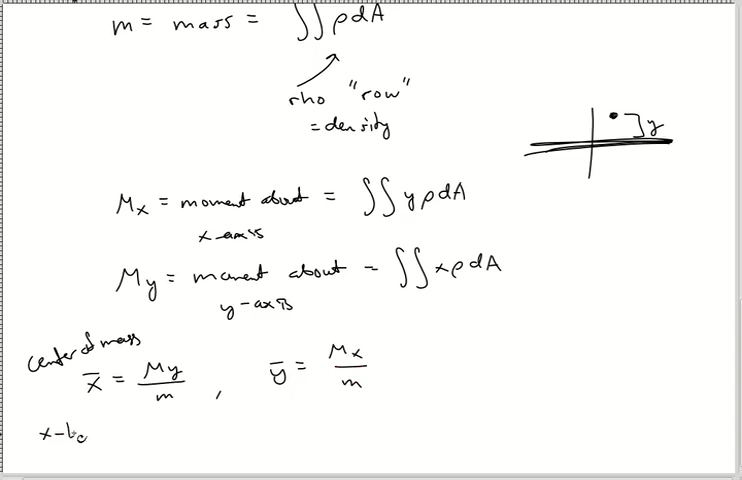 m = mass = ∬ρdA
rho "row"
= density
y
Mx = moment about = ∬yρdA
x-axis
My = moment about = ∬xρdA
y-axis
center of mass
x̄ = My/m , ȳ = Mx/m